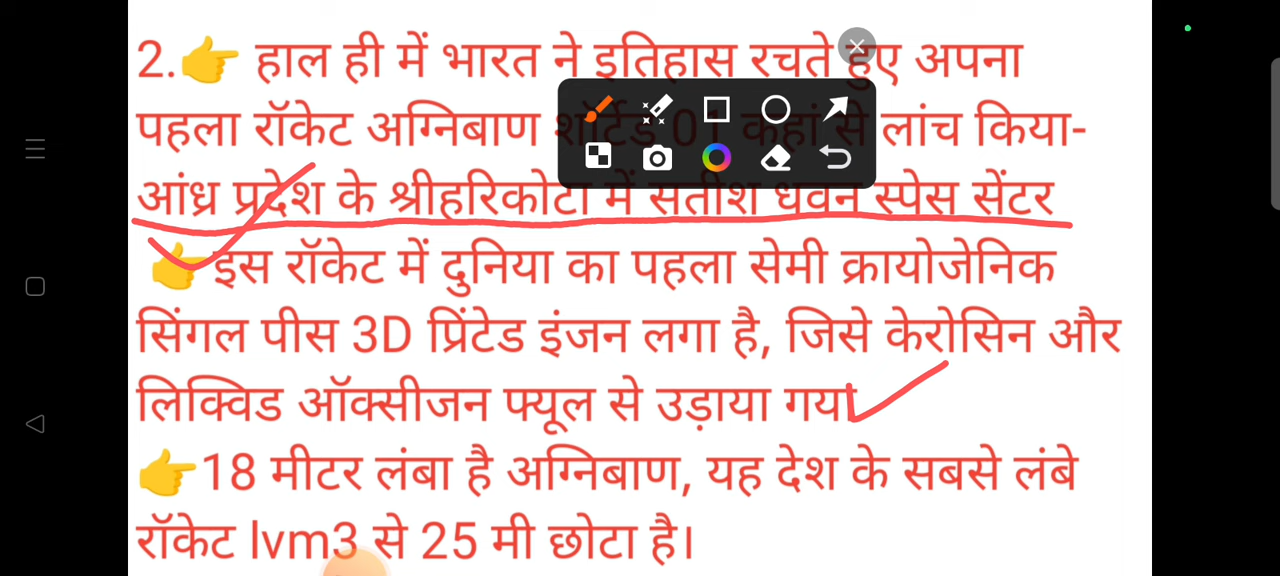 2.👉 हाल ही में भारत ने इतिहास रचते हुए अपना
पहला रॉकेट अग्निबाण शॉर्टेड 01 कहां से लांच किया-
आंध्र प्रदेश के श्रीहरिकोटा में सतीश धवन स्पेस सेंटर
👉इस रॉकेट में दुनिया का पहला सेमी क्रायोजेनिक
सिंगल पीस 3D प्रिंटेड इंजन लगा है, जिसे केरोसिन और
लिक्विड ऑक्सीजन फ्यूल से उड़ाया गया
👉18 मीटर लंबा है अग्निबाण, यह देश के सबसे लंबे
रॉकेट lvm3 से 25 मी छोटा है।